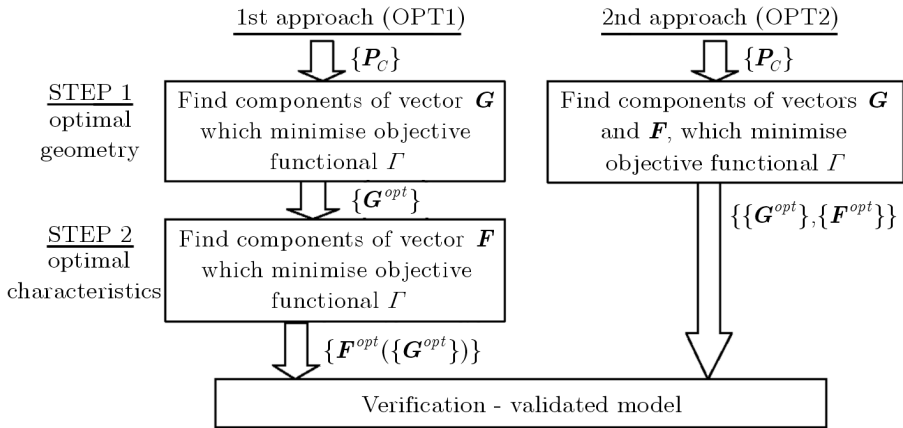 1st approach (OPT1)
{P_C}
STEP 1
optimal
geometry
Find components of vector G
which minimise objective
functional Γ
{G^opt}
STEP 2
optimal
characteristics
Find components of vector F
which minimise objective
functional Γ
{F^opt({G^opt})}
2nd approach (OPT2)
{P_C}
Find components of vectors G
and F, which minimise
objective functional Γ
{{G^opt},{F^opt}}
Verification - validated model